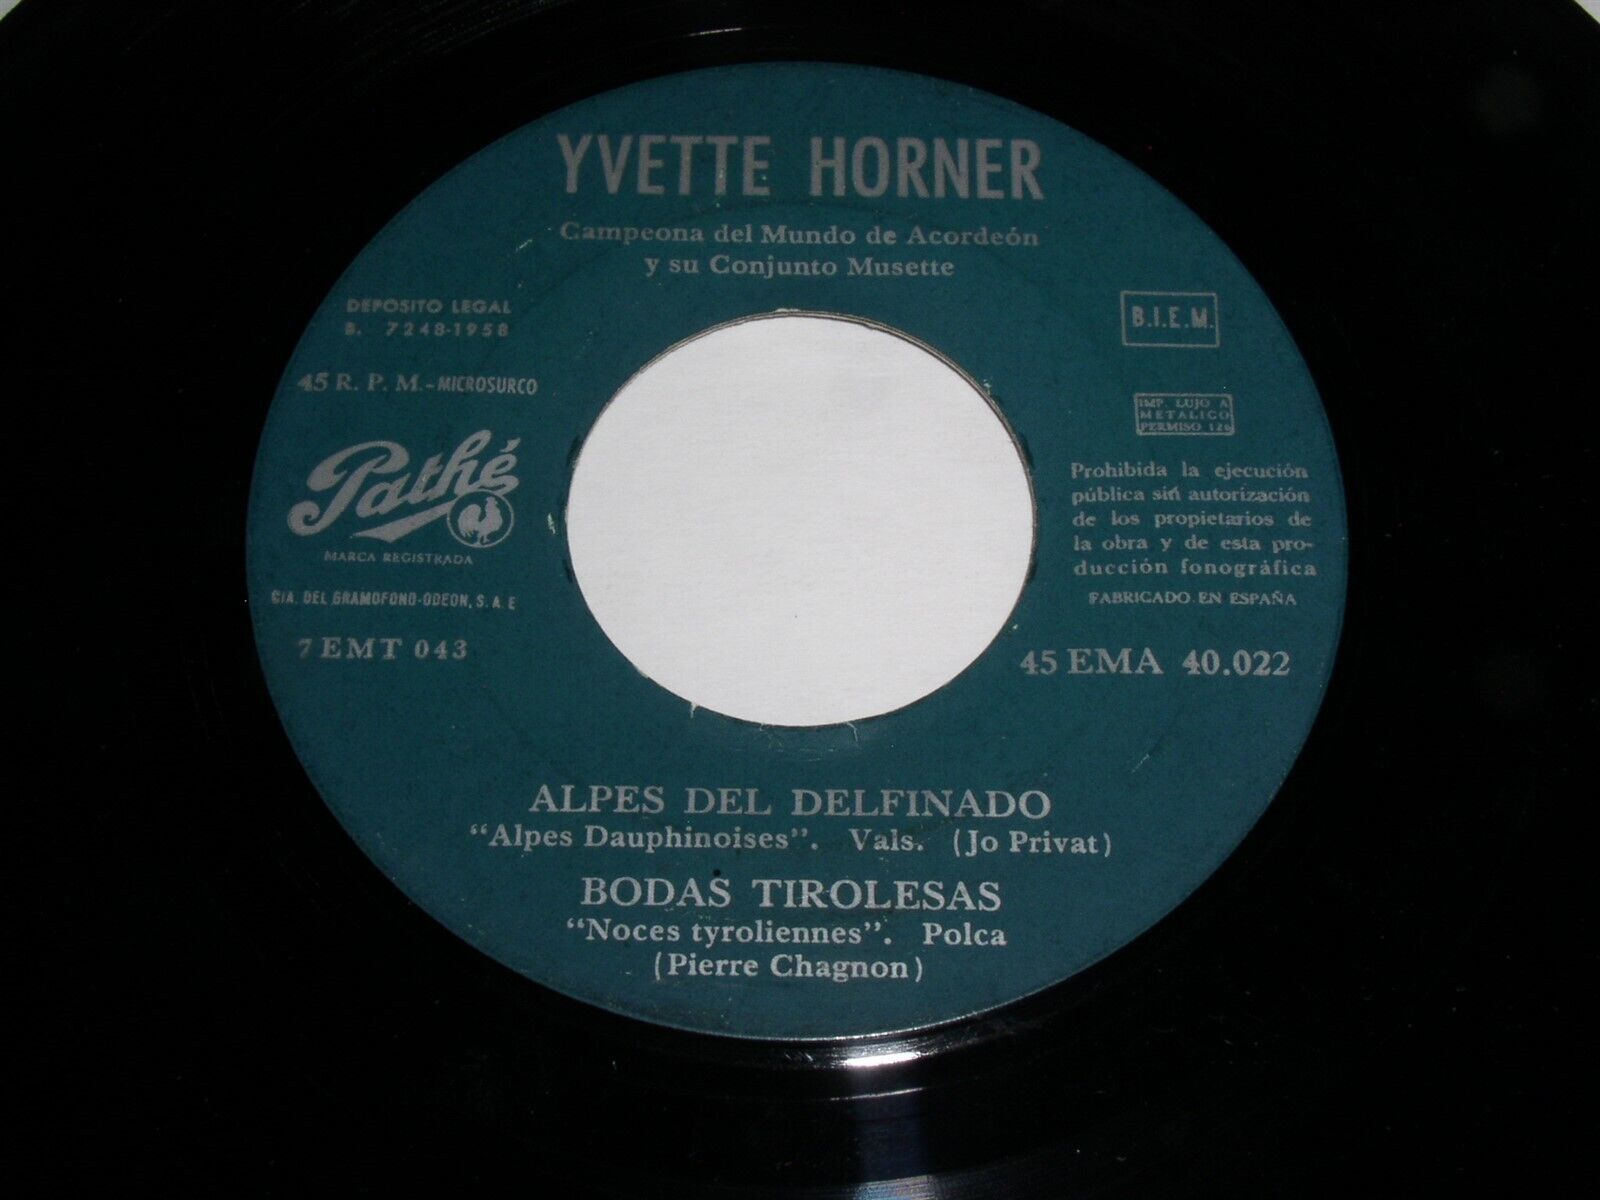 YVETTE HORNER
Campeona del Mundo de Acordeón
y su Conjunto Musette
DEPOSITO LEGAL
B. 7248-1958
45 R. P. M.-MICROSURCO
Pathé
MARCA REGISTRADA
CIA. DEL GRAMOFONO-ODEON, S. A. E
7 EMT 043
B.I.E.M.
IMP. LUJO A
METALICO
PERMISO 126
Prohibida la ejecución
pública sin autorización
de los propietarios de
la obra y de esta pro-
ducción fonográfica
FABRICADO EN ESPAÑA
45 EMA 40.022
ALPES DEL DELFINADO
“Alpes Dauphinoises”. Vals. (Jo Privat)
BODAS TIROLESAS
“Noces tyroliennes”. Polca
(Pierre Chagnon)